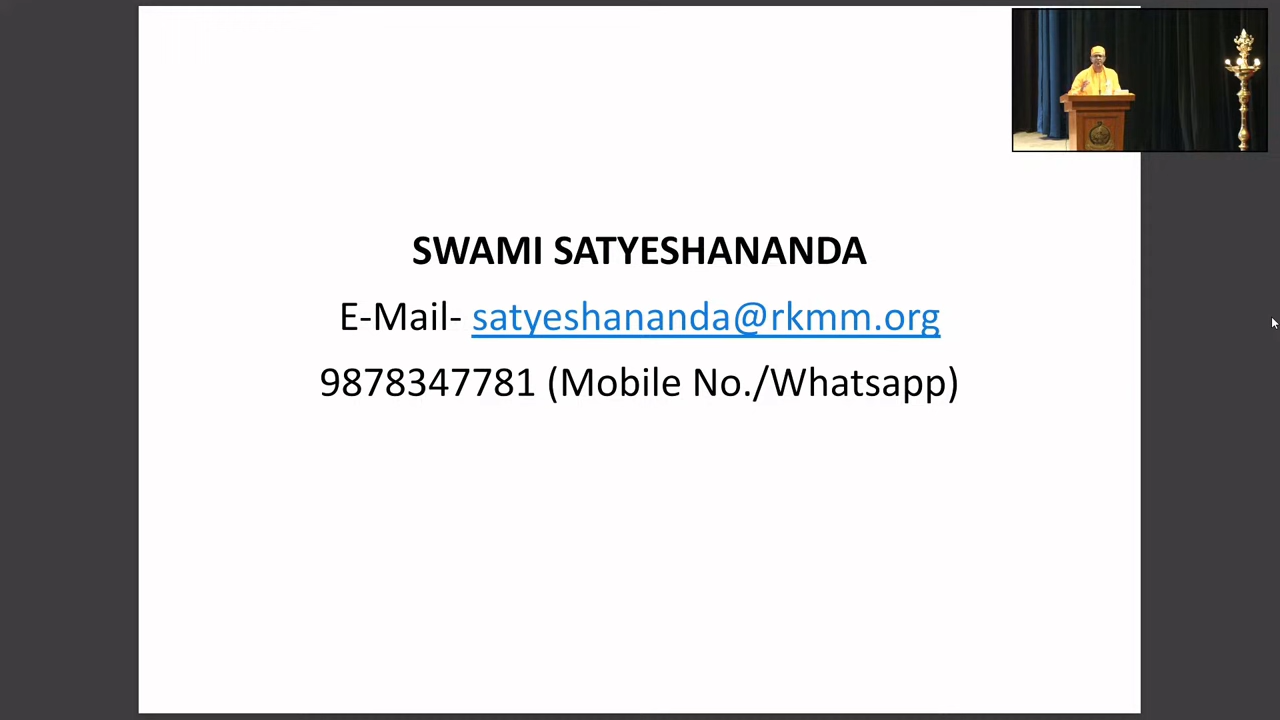 SWAMI SATYESHANANDA
E-Mail- satyeshananda@rkmm.org
9878347781 (Mobile No./Whatsapp)